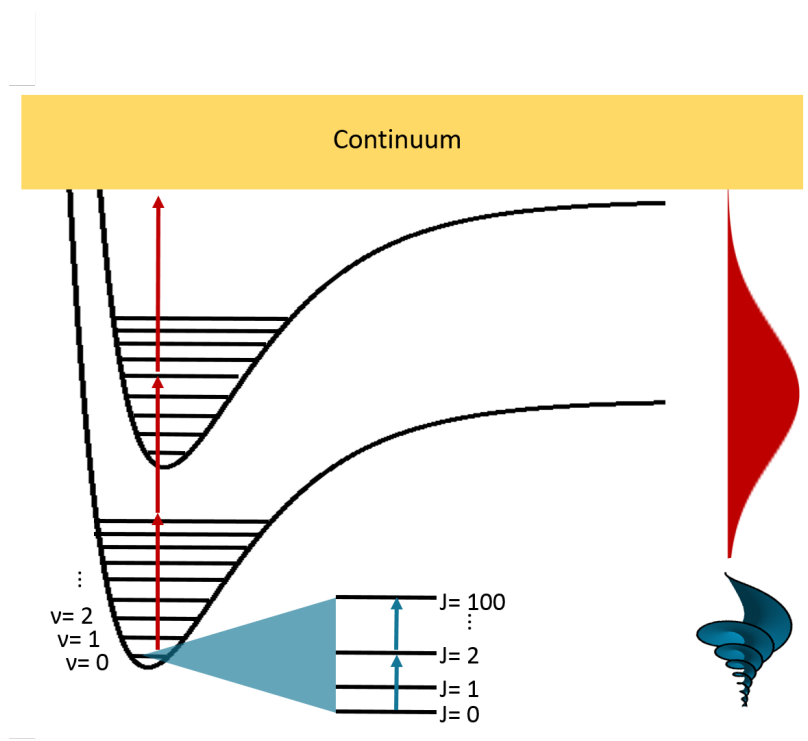 Continuum
⋮
ν= 2
ν= 1
ν= 0
J= 100
⋮
J= 2
J= 1
J= 0